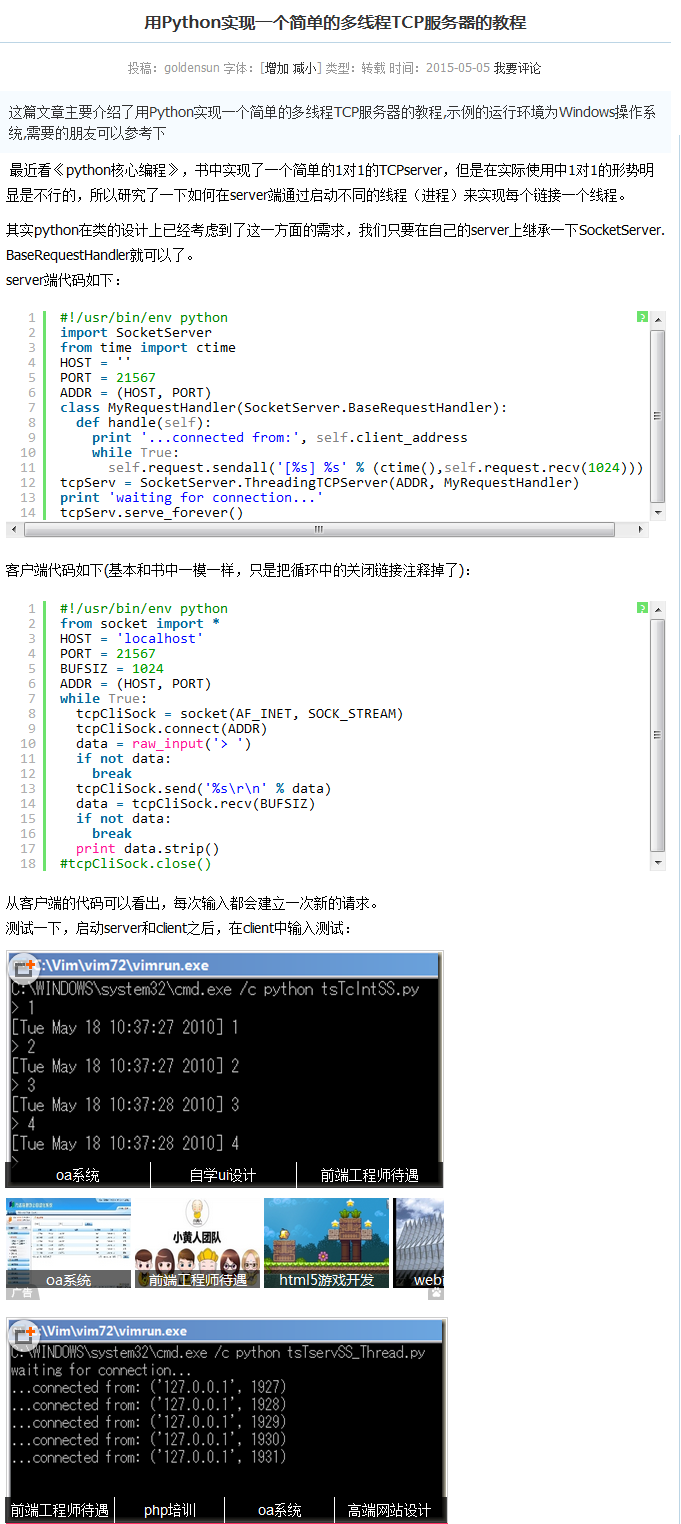 用Python实现一个简单的多线程TCP服务器的教程
投稿：goldensun 字体：[增加 减小] 类型：转载 时间：2015-05-05 我要评论
这篇文章主要介绍了用Python实现一个简单的多线程TCP服务器的教程,示例的运行环境为Windows操作系
统,需要的朋友可以参考下
最近看《python核心编程》，书中实现了一个简单的1对1的TCPserver，但是在实际使用中1对1的形势明
显是不行的，所以研究了一下如何在server端通过启动不同的线程（进程）来实现每个链接一个线程。
其实python在类的设计上已经考虑到了这一方面的需求，我们只要在自己的server上继承一下SocketServer.
BaseRequestHandler就可以了。
server端代码如下：
1 #!/usr/bin/env python
2 import SocketServer
3 from time import ctime
4 HOST = ''
5 PORT = 21567
6 ADDR = (HOST, PORT)
7 class MyRequestHandler(SocketServer.BaseRequestHandler):
8   def handle(self):
9     print '...connected from:', self.client_address
10     while True:
11       self.request.sendall('[%s] %s' % (ctime(),self.request.recv(1024)))
12 tcpServ = SocketServer.ThreadingTCPServer(ADDR, MyRequestHandler)
13 print 'waiting for connection...'
14 tcpServ.serve_forever()
?
客户端代码如下(基本和书中一模一样，只是把循环中的关闭链接注释掉了)：
1 #!/usr/bin/env python
2 from socket import *
3 HOST = 'localhost'
4 PORT = 21567
5 BUFSIZ = 1024
6 ADDR = (HOST, PORT)
7 while True:
8   tcpCliSock = socket(AF_INET, SOCK_STREAM)
9   tcpCliSock.connect(ADDR)
10   data = raw_input('> ')
11   if not data:
12     break
13   tcpCliSock.send('%s\r\n' % data)
14   data = tcpCliSock.recv(BUFSIZ)
15   if not data:
16     break
17   print data.strip()
18 #tcpCliSock.close()
?
从客户端的代码可以看出，每次输入都会建立一次新的请求。
测试一下，启动server和client之后，在client中输入测试：
:\Vim\vim72\vimrun.exe
C:\WINDOWS\system32\cmd.exe /c python tsTclntSS.py
> 1
[Tue May 18 10:37:27 2010] 1
> 2
[Tue May 18 10:37:27 2010] 2
> 3
[Tue May 18 10:37:28 2010] 3
> 4
[Tue May 18 10:37:28 2010] 4
>
oa系统 自学ui设计 前端工程师待遇
小黄人团队
oa系统 前端工程师待遇 html5游戏开发 web
广告
:\Vim\vim72\vimrun.exe
C:\WINDOWS\system32\cmd.exe /c python tsTservSS_Thread.py
waiting for connection...
...connected from: ('127.0.0.1', 1927)
...connected from: ('127.0.0.1', 1928)
...connected from: ('127.0.0.1', 1929)
...connected from: ('127.0.0.1', 1930)
...connected from: ('127.0.0.1', 1931)
前端工程师待遇 php培训 oa系统 高端网站设计